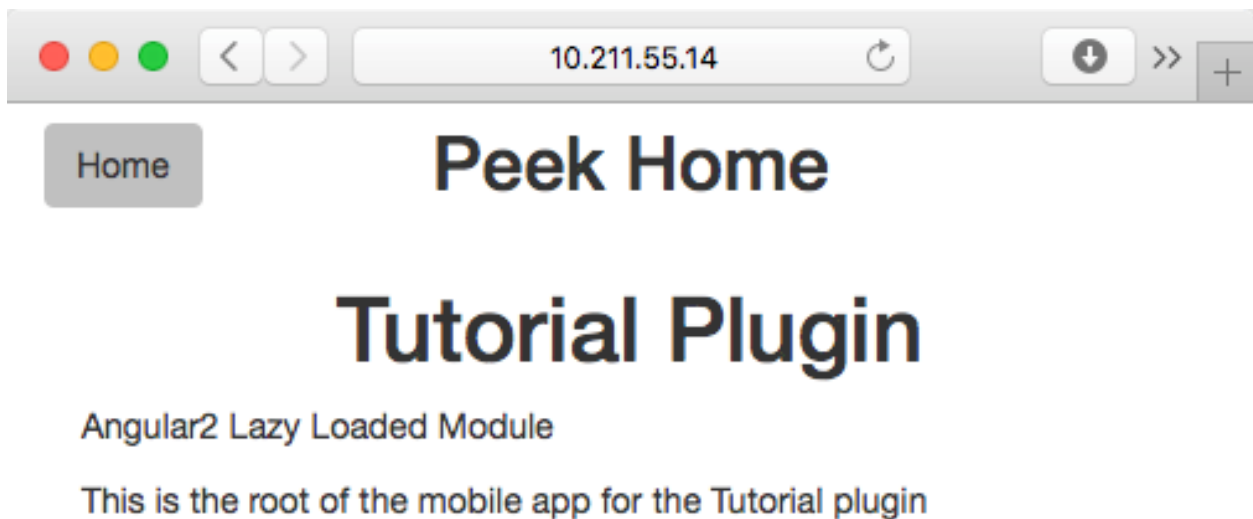 10.211.55.14
Home
Peek Home
Tutorial Plugin
Angular2 Lazy Loaded Module
This is the root of the mobile app for the Tutorial plugin